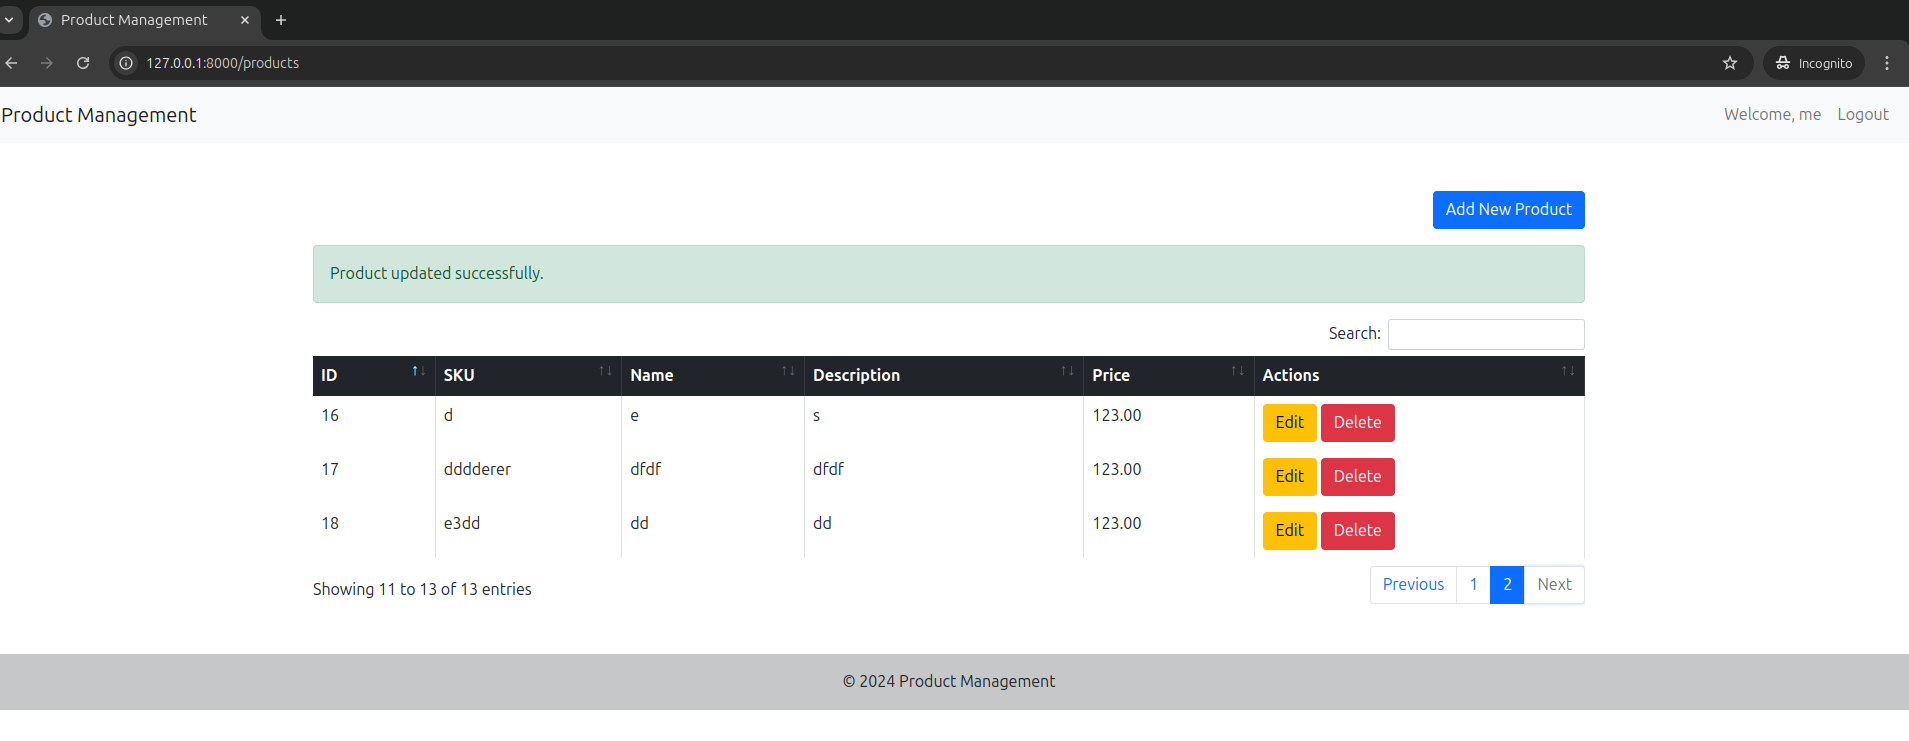 Product Management
127.0.0.1:8000/products
Incognito
Product Management
Welcome, me Logout
Add New Product
Product updated successfully.
Search:
ID SKU Name Description Price Actions
16 d e s 123.00 Edit Delete
17 dddderer dfdf dfdf 123.00 Edit Delete
18 e3dd dd dd 123.00 Edit Delete
Showing 11 to 13 of 13 entries
Previous 1 2 Next
© 2024 Product Management